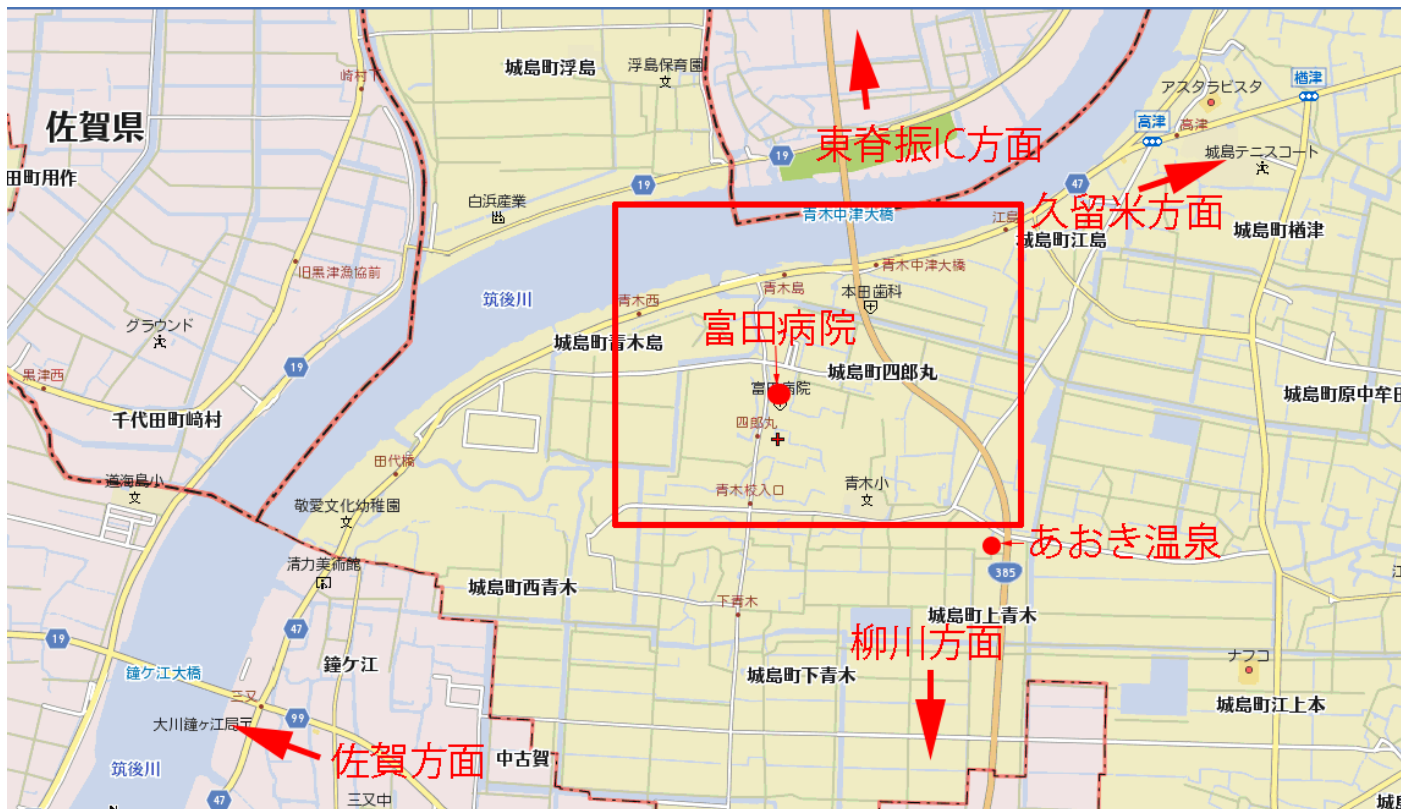 城島町浮島
浮島保育園
崎村下
佐賀県
田町用作
19
19
東脊振IC方面
アスタラビスタ
楢津
高津
高津
城島テニスコート
47
久留米方面
白浜産業
青木中津大橋
江島
城島町江島
城島町楢津
旧黒津漁協前
筑後川
青木西
青木島
青木中津大橋
本田歯科
グラウンド
富田病院
城島町青木島
城島町四郎丸
黒津西
19
富田病院
城島町原中牟田
千代田町﨑村
四郎丸
田代橋
道海島小
青木校入口
青木小
敬愛文化幼稚園
あおき温泉
清力美術館
385
城島町西青木
下青木
城島町上青木
47
19
柳川方面
鐘ケ江
鐘ケ江大橋
ナフコ
城島町下青木
三又
99
大川鐘ヶ江局
城島町江上本
佐賀方面
中古賀
筑後川
47
三又中